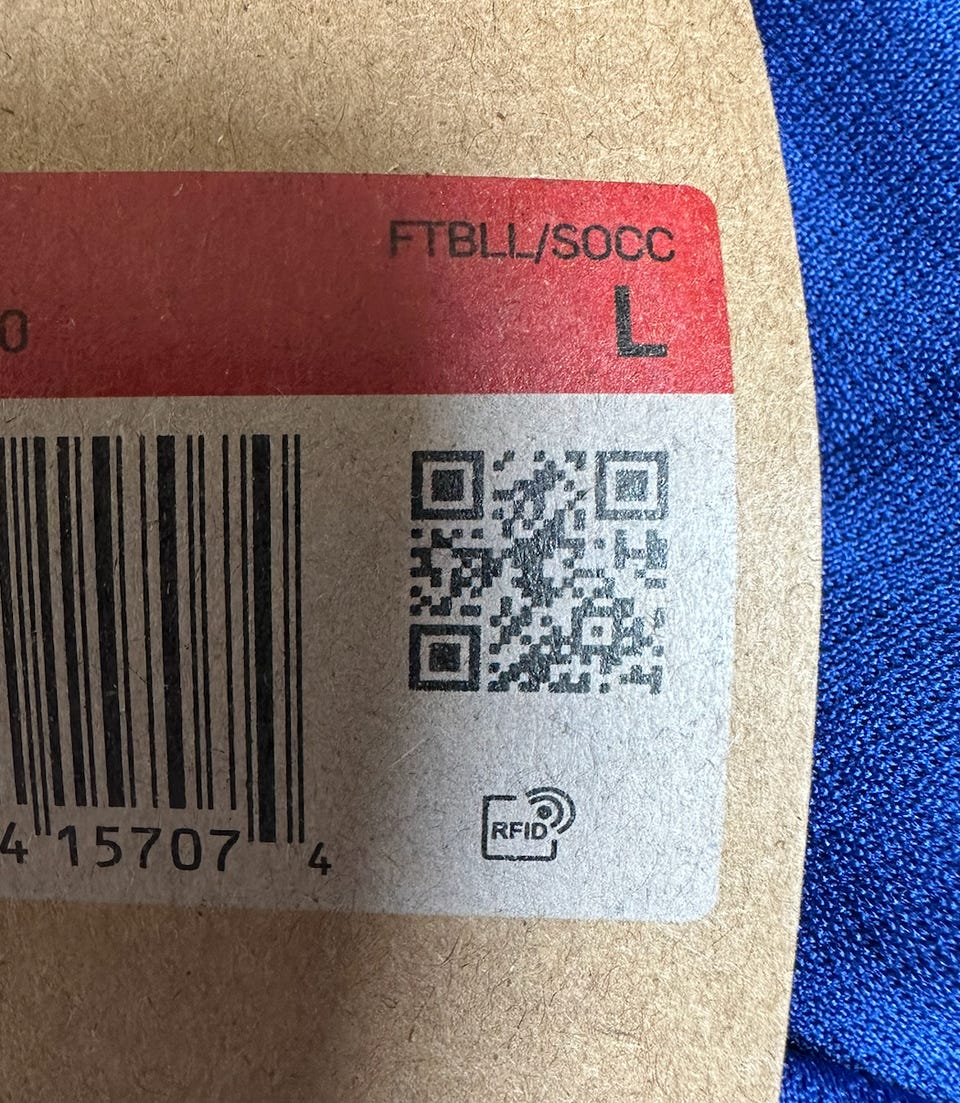 FTBLL/SOCC
0 L
4 15707 4
RFID